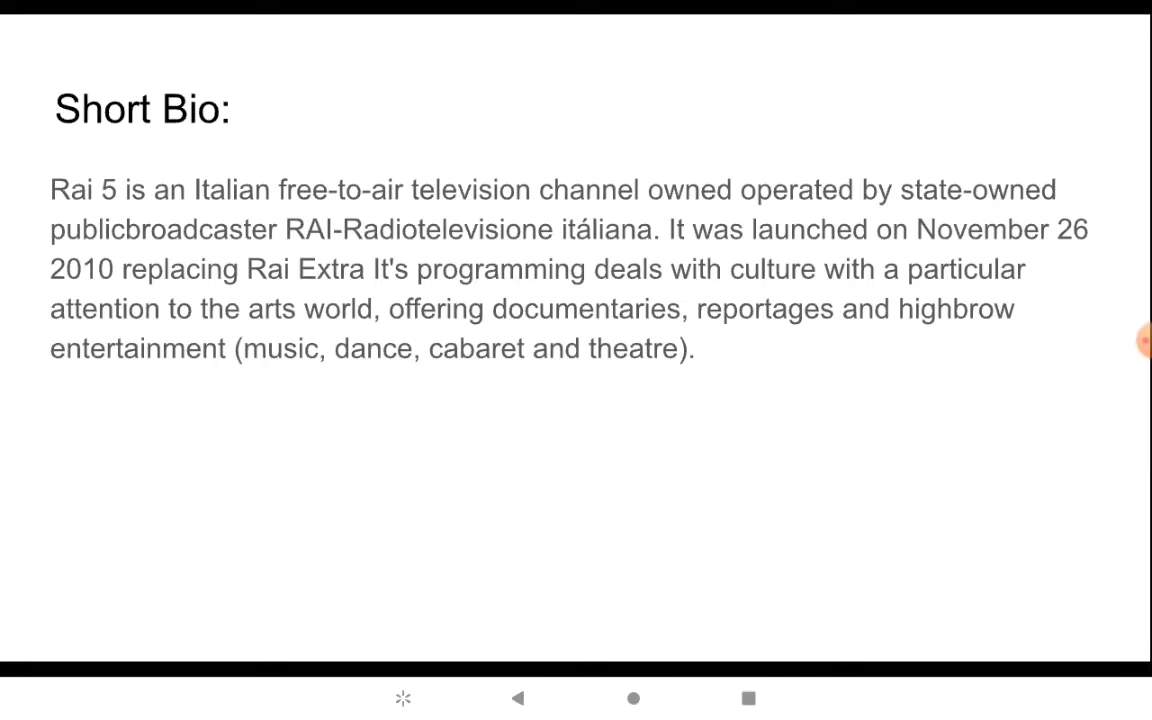 Short Bio:
Rai 5 is an Italian free-to-air television channel owned operated by state-owned
publicbroadcaster RAI-Radiotelevisione itáliana. It was launched on November 26
2010 replacing Rai Extra It's programming deals with culture with a particular
attention to the arts world, offering documentaries, reportages and highbrow
entertainment (music, dance, cabaret and theatre).